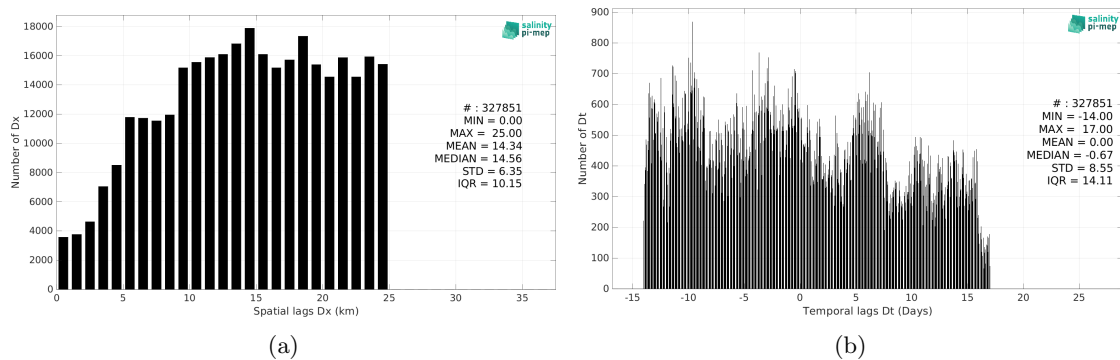 18000
16000
14000
12000
10000
8000
6000
4000
2000
0
Number of Dx
0 5 10 15 20 25 30 35
Spatial lags Dx (km)
salinity
pi-mep
# : 327851
MIN = 0.00
MAX = 25.00
MEAN = 14.34
MEDIAN = 14.56
STD = 6.35
IQR = 10.15
(a)
900
800
700
600
500
400
300
200
100
0
Number of Dt
-15 -10 -5 0 5 10 15 20 25
Temporal lags Dt (Days)
salinity
pi-mep
# : 327851
MIN = -14.00
MAX = 17.00
MEAN = 0.00
MEDIAN = -0.67
STD = 8.55
IQR = 14.11
(b)